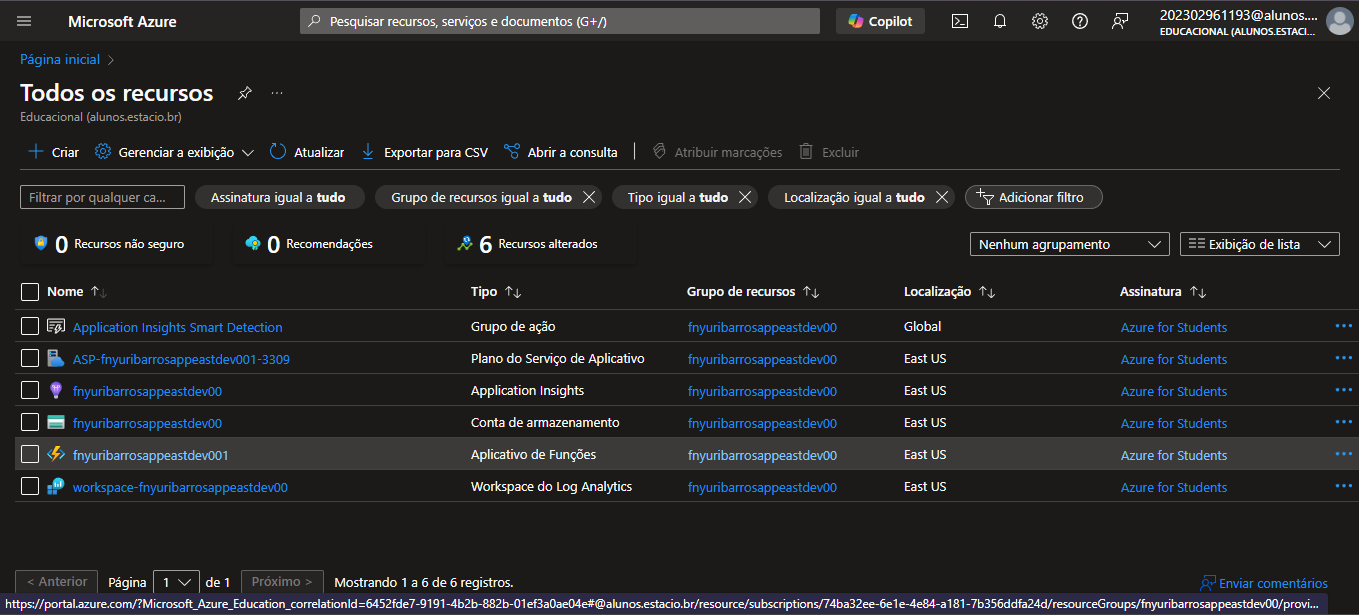 Microsoft Azure
Pesquisar recursos, serviços e documentos (G+/)
Copilot
202302961193@alunos....
EDUCACIONAL (ALUNOS.ESTACI...
Página inicial
Todos os recursos
Educacional (alunos.estacio.br)
Criar Gerenciar a exibição Atualizar Exportar para CSV Abrir a consulta Atribuir marcações Excluir
Filtrar por qualquer ca... Assinatura igual a tudo Grupo de recursos igual a tudo Tipo igual a tudo Localização igual a tudo Adicionar filtro
0 Recursos não seguro 0 Recomendações 6 Recursos alterados Nenhum agrupamento Exibição de lista
Nome Tipo Grupo de recursos Localização Assinatura
Application Insights Smart Detection Grupo de ação fnyuribarrosappeastdev00 Global Azure for Students
ASP-fnyuribarrosappeastdev001-3309 Plano do Serviço de Aplicativo fnyuribarrosappeastdev00 East US Azure for Students
fnyuribarrosappeastdev00 Application Insights fnyuribarrosappeastdev00 East US Azure for Students
fnyuribarrosappeastdev00 Conta de armazenamento fnyuribarrosappeastdev00 East US Azure for Students
fnyuribarrosappeastdev001 Aplicativo de Funções fnyuribarrosappeastdev00 East US Azure for Students
workspace-fnyuribarrosappeastdev00 Workspace do Log Analytics fnyuribarrosappeastdev00 East US Azure for Students
< Anterior Página 1 de 1 Próximo > Mostrando 1 a 6 de 6 registros. Enviar comentários
https://portal.azure.com/?Microsoft_Azure_Education_correlationId=6452fde7-9191-4b2b-882b-01ef3a0ae04e#@alunos.estacio.br/resource/subscriptions/74ba32ee-6e1e-4e84-a181-7b356ddfa24d/resourceGroups/fnyuribarrosappeastdev00/provi...